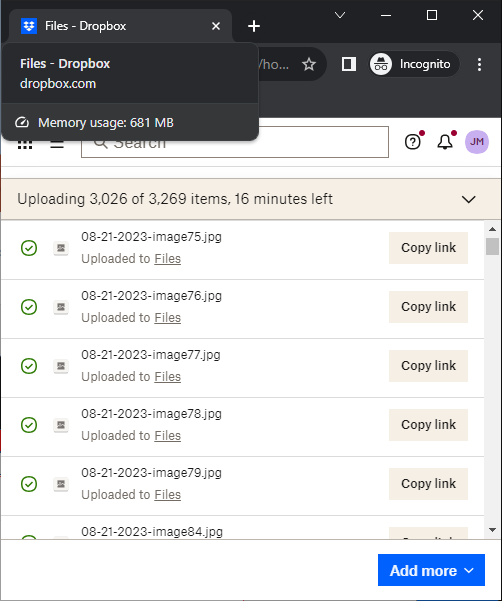 Files - Dropbox
Files - Dropbox
dropbox.com
/ho...
Incognito
Memory usage: 681 MB
Search
JM
Uploading 3,026 of 3,269 items, 16 minutes left
08-21-2023-image75.jpg
Uploaded to Files
Copy link
08-21-2023-image76.jpg
Uploaded to Files
Copy link
08-21-2023-image77.jpg
Uploaded to Files
Copy link
08-21-2023-image78.jpg
Uploaded to Files
Copy link
08-21-2023-image79.jpg
Uploaded to Files
Copy link
08-21-2023-image84.jpg
Copy link
Add more